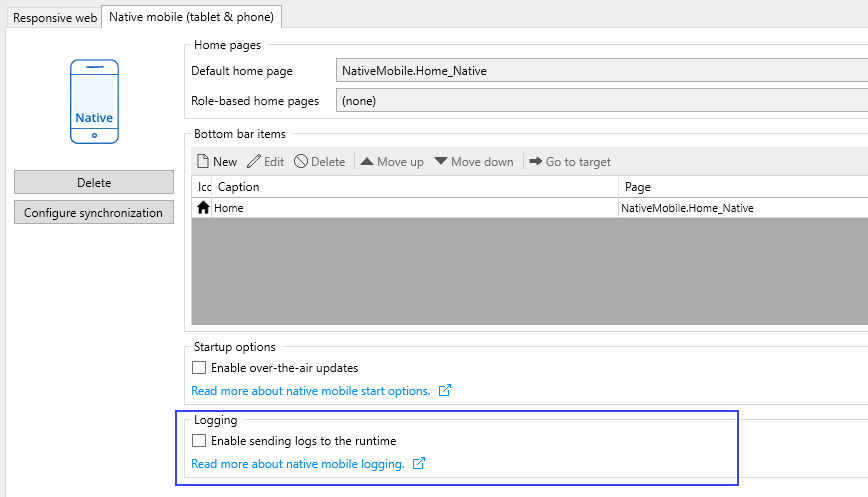 Responsive web
Native mobile (tablet & phone)
Native
Delete
Configure synchronization
Home pages
Default home page
NativeMobile.Home_Native
Role-based home pages
(none)
Bottom bar items
New
Edit
Delete
Move up
Move down
Go to target
Icc
Caption
Page
Home
NativeMobile.Home_Native
Startup options
Enable over-the-air updates
Read more about native mobile start options.
Logging
Enable sending logs to the runtime
Read more about native mobile logging.